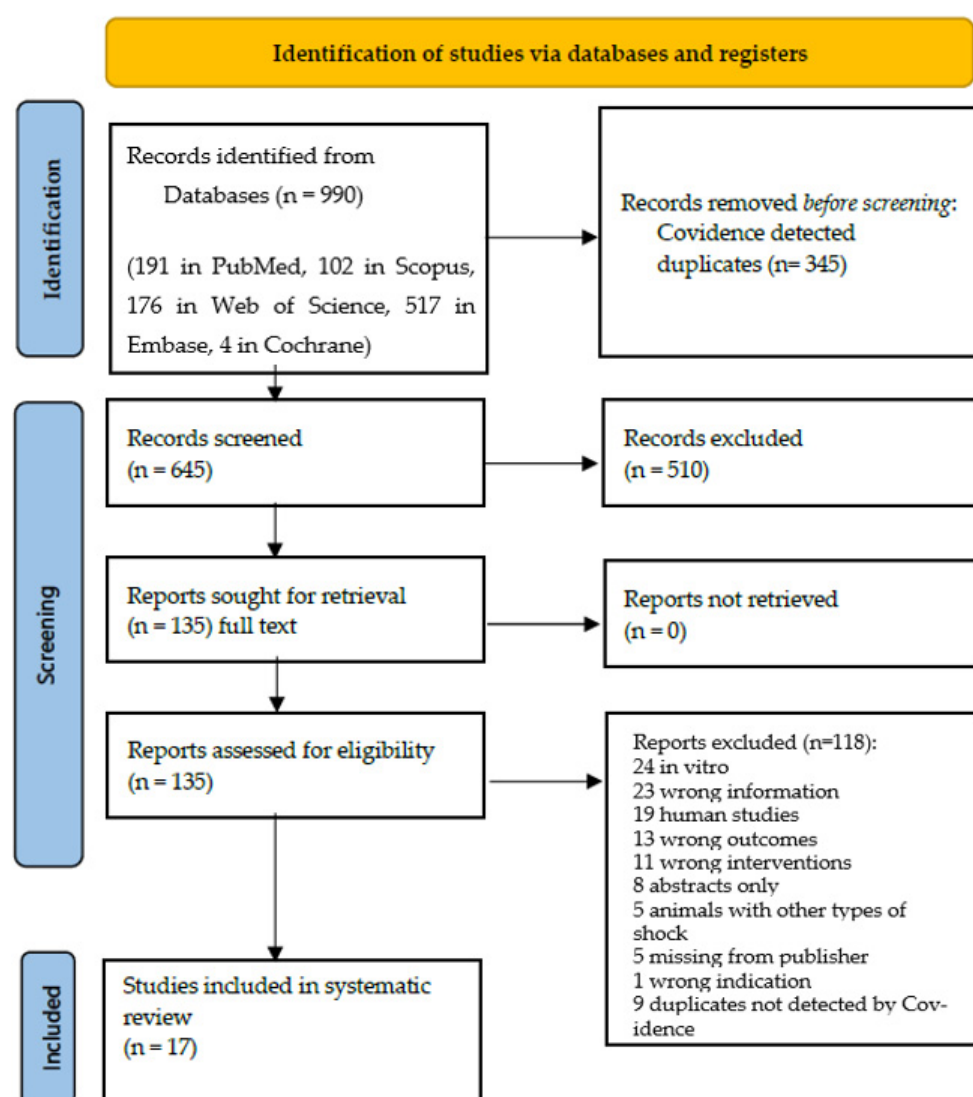 Identification of studies via databases and registers
Identification
Records identified from
Databases (n = 990)
(191 in PubMed, 102 in Scopus,
176 in Web of Science, 517 in
Embase, 4 in Cochrane)
Records removed before screening:
Covidence detected
duplicates (n= 345)
Screening
Records screened
(n = 645)
Records excluded
(n = 510)
Reports sought for retrieval
(n = 135) full text
Reports not retrieved
(n = 0)
Reports assessed for eligibility
(n = 135)
Reports excluded (n=118):
24 in vitro
23 wrong information
19 human studies
13 wrong outcomes
11 wrong interventions
8 abstracts only
5 animals with other types of
shock
5 missing from publisher
1 wrong indication
9 duplicates not detected by Cov-
idence
Included
Studies included in systematic
review
(n = 17)